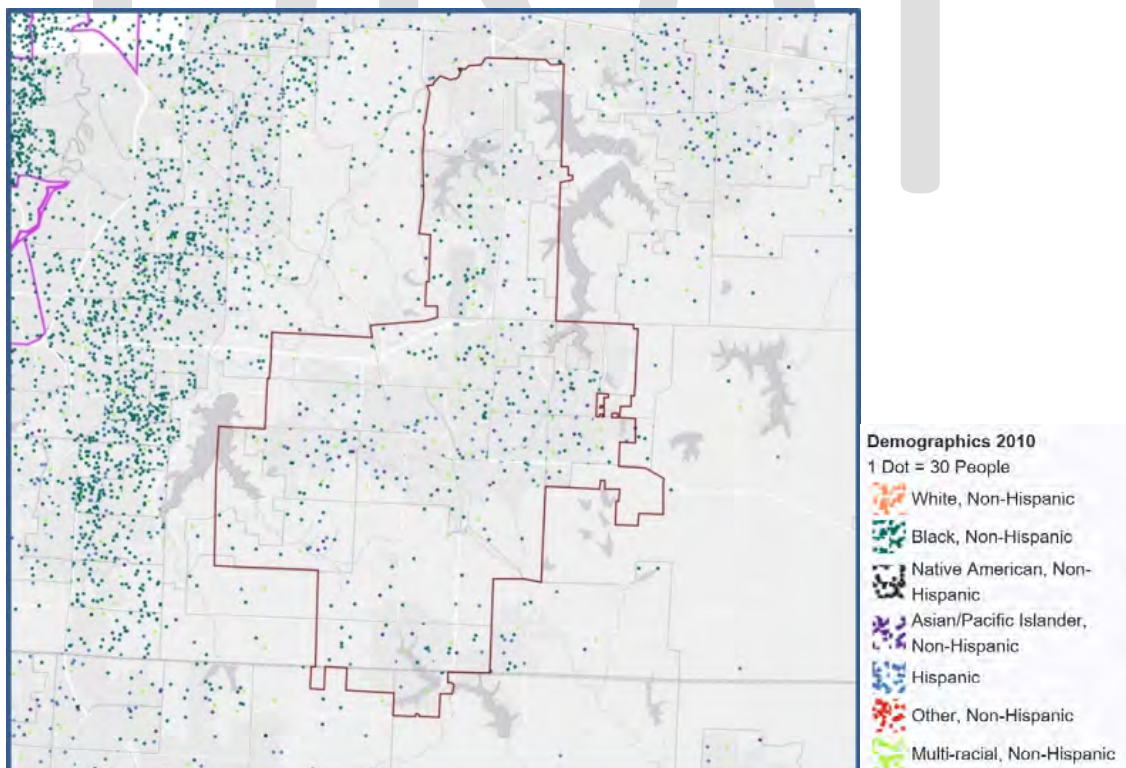 Demographics 2010
1 Dot = 30 People
White, Non-Hispanic
Black, Non-Hispanic
Native American, Non-
Hispanic
Asian/Pacific Islander,
Non-Hispanic
Hispanic
Other, Non-Hispanic
Multi-racial, Non-Hispanic